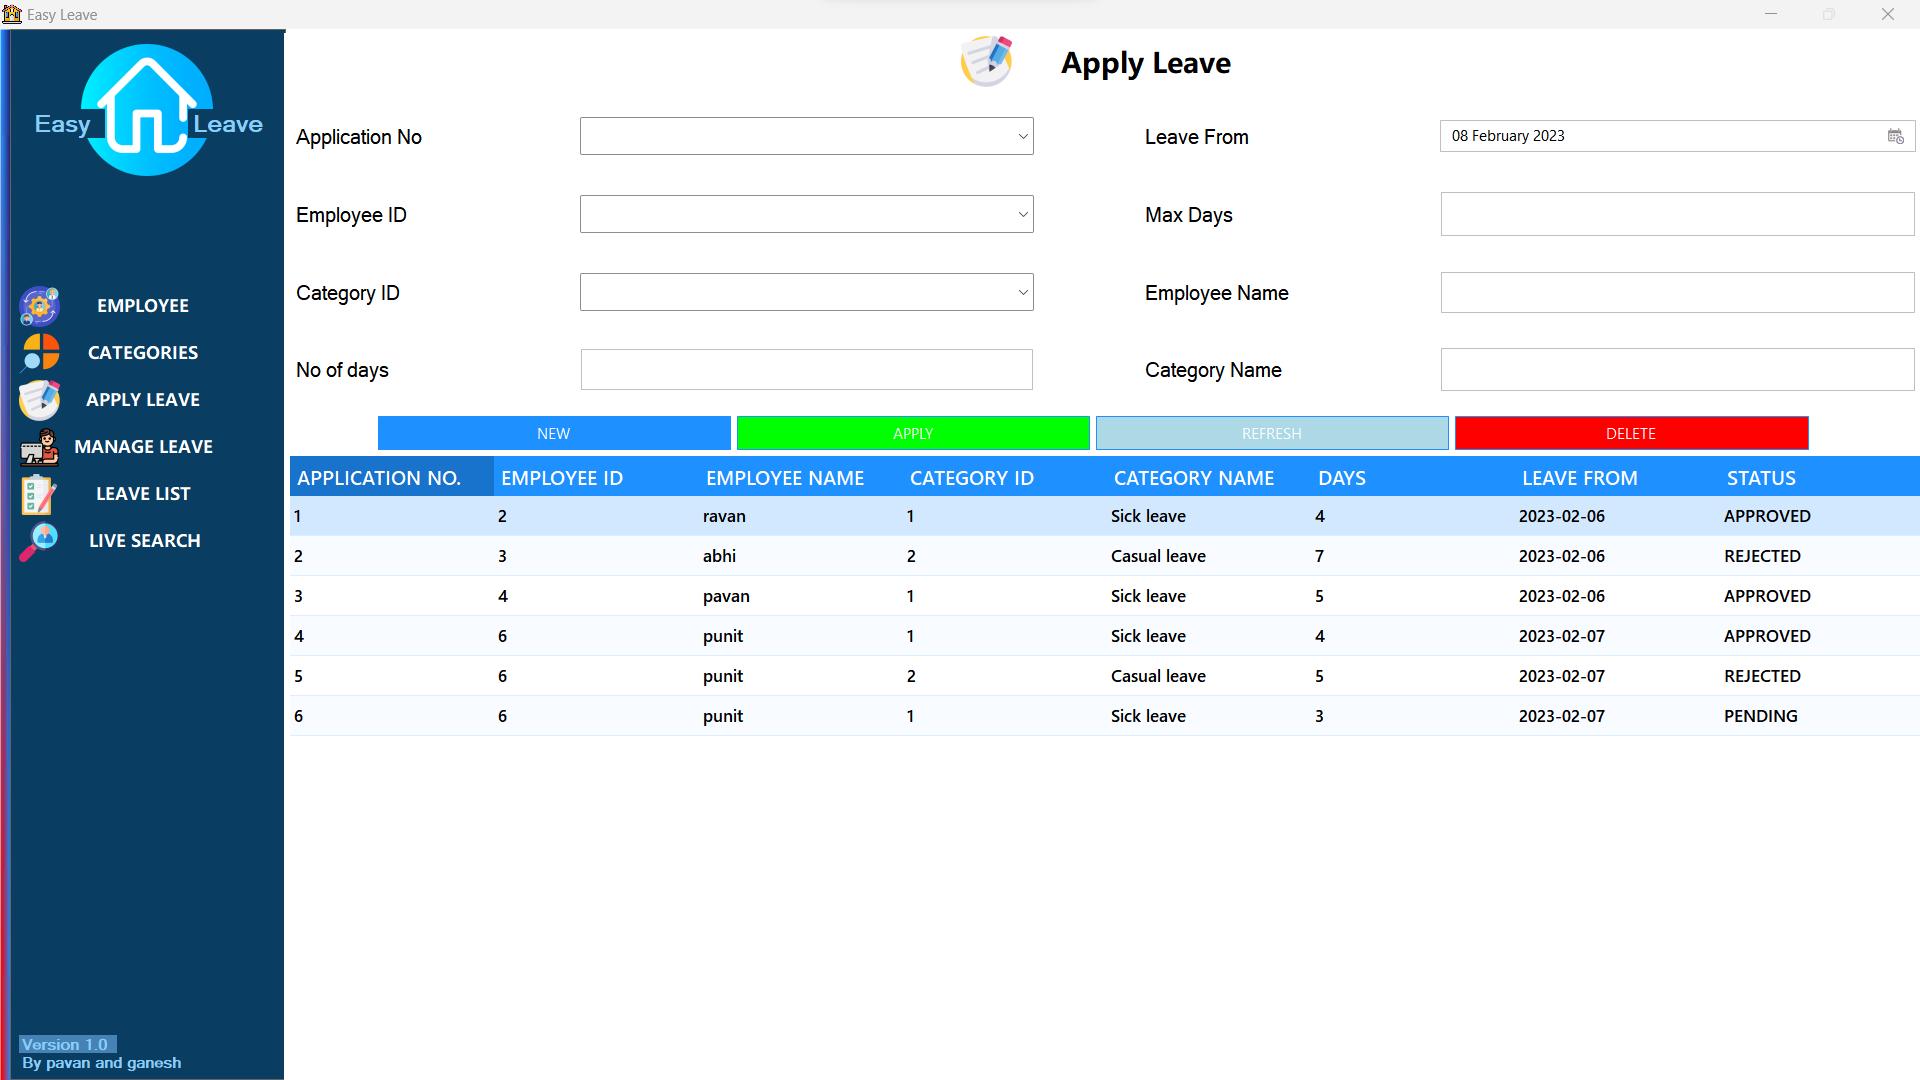 Easy Leave
Easy Leave
EMPLOYEE
CATEGORIES
APPLY LEAVE
MANAGE LEAVE
LEAVE LIST
LIVE SEARCH
Version 1.0
By pavan and ganesh
Apply Leave
Application No
Leave From 08 February 2023
Employee ID
Max Days
Category ID
Employee Name
No of days
Category Name
NEW APPLY REFRESH DELETE
APPLICATION NO. EMPLOYEE ID EMPLOYEE NAME CATEGORY ID CATEGORY NAME DAYS LEAVE FROM STATUS
1 2 ravan 1 Sick leave 4 2023-02-06 APPROVED
2 3 abhi 2 Casual leave 7 2023-02-06 REJECTED
3 4 pavan 1 Sick leave 5 2023-02-06 APPROVED
4 6 punit 1 Sick leave 4 2023-02-07 APPROVED
5 6 punit 2 Casual leave 5 2023-02-07 REJECTED
6 6 punit 1 Sick leave 3 2023-02-07 PENDING